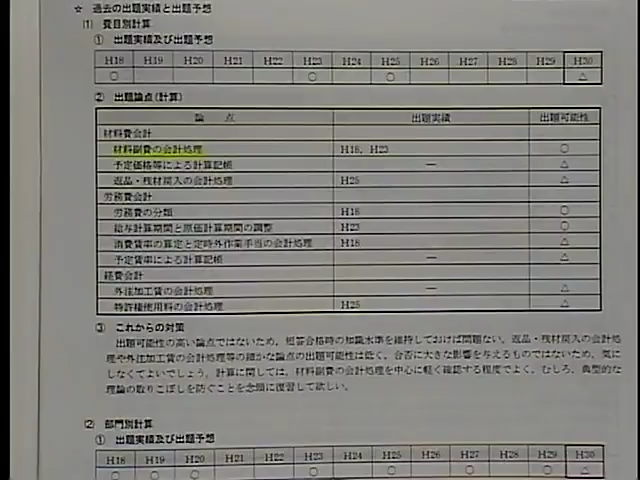 ☆ 過去の出題実績と出題予想
(1) 費目別計算
① 出題実績及び出題予想
H18 H19 H20 H21 H22 H23 H24 H25 H26 H27 H28 H29 H30
○ ○ ○ △
② 出題論点(計算)
論 点 出題実績 出題可能性
材料費会計
材料副費の会計処理 H18、H23 ○
予定価格等による計算記帳 ― △
返品・残材戻入の会計処理 H25 △
労務費会計
労務費の分類 H18 ○
給与計算期間と原価計算期間の調整 H23 ○
消費賃率の算定と定時外作業手当の会計処理 H18 △
予定賃率による計算記帳 ― △
経費会計
外注加工賃の会計処理 ― △
特許権使用料の会計処理 H25 △
③ これからの対策
出題可能性の高い論点ではないため、短答合格時の知識水準を維持しておけば問題ない。返品・残材戻入の会計処
理や外注加工賃の会計処理等の細かな論点の出題可能性は低く、合否に大きな影響を与えるものではないため、気に
しなくてよいでしょう。計算に関しては、材料副費の会計処理を中心に軽く確認する程度でよく、むしろ、典型的な
理論の取りこぼしを防ぐことを念頭に復習して欲しい。
(2) 部門別計算
① 出題実績及び出題予想
H18 H19 H20 H21 H22 H23 H24 H25 H26 H27 H28 H29 H30
○ ○ ○ ○ ○ ○ ○ △